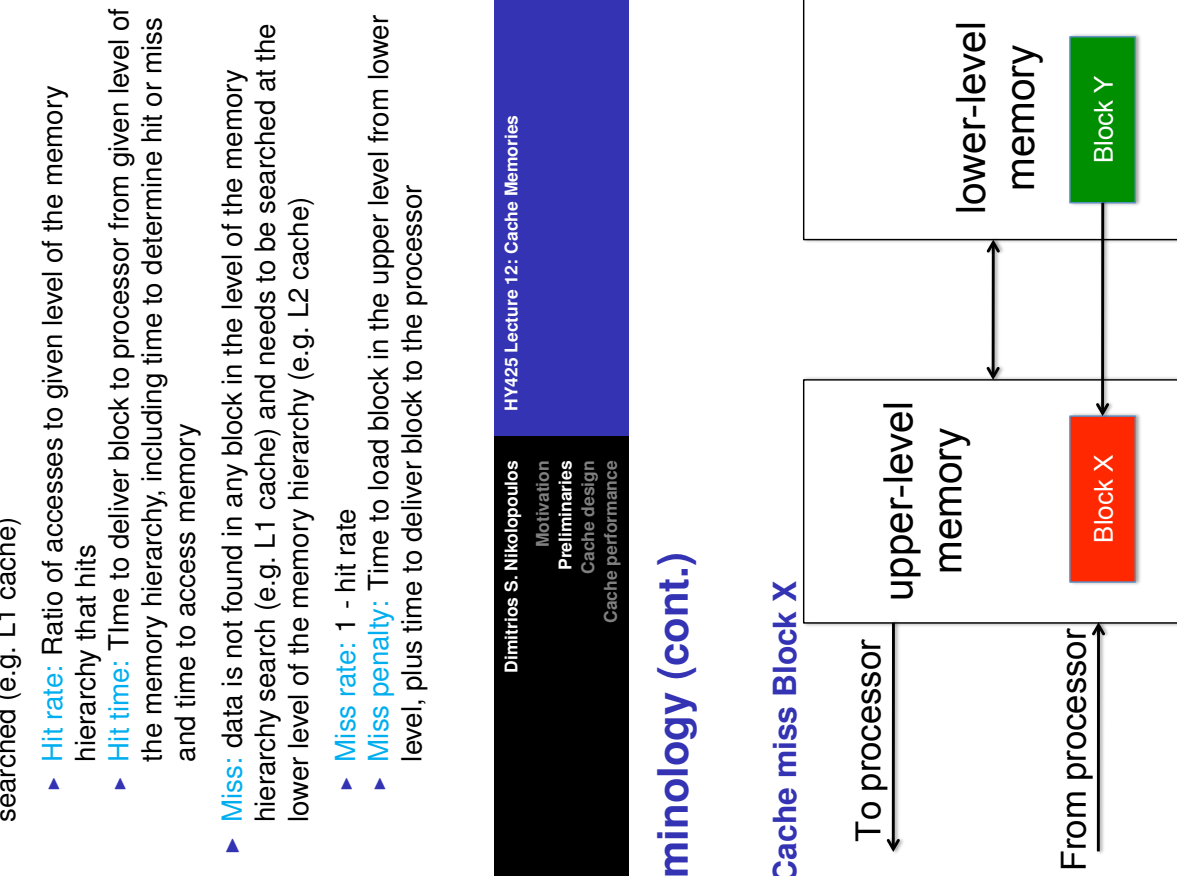 searched (e.g. L1 cache)
► Hit rate: Ratio of accesses to given level of the memory
hierarchy that hits
► Hit time: TIme to deliver block to processor from given level of
the memory hierarchy, including time to determine hit or miss
and time to access memory
► Miss: data is not found in any block in the level of the memory
hierarchy search (e.g. L1 cache) and needs to be searched at the
lower level of the memory hierarchy (e.g. L2 cache)
► Miss rate: 1 - hit rate
► Miss penalty: Time to load block in the upper level from lower
level, plus time to deliver block to the processor
Dimitrios S. Nikolopoulos
HY425 Lecture 12: Cache Memories
Motivation
Preliminaries
Cache design
Cache performance
minology (cont.)
Cache miss Block X
To processor
From processor
upper-level
memory
Block X
lower-level
memory
Block Y